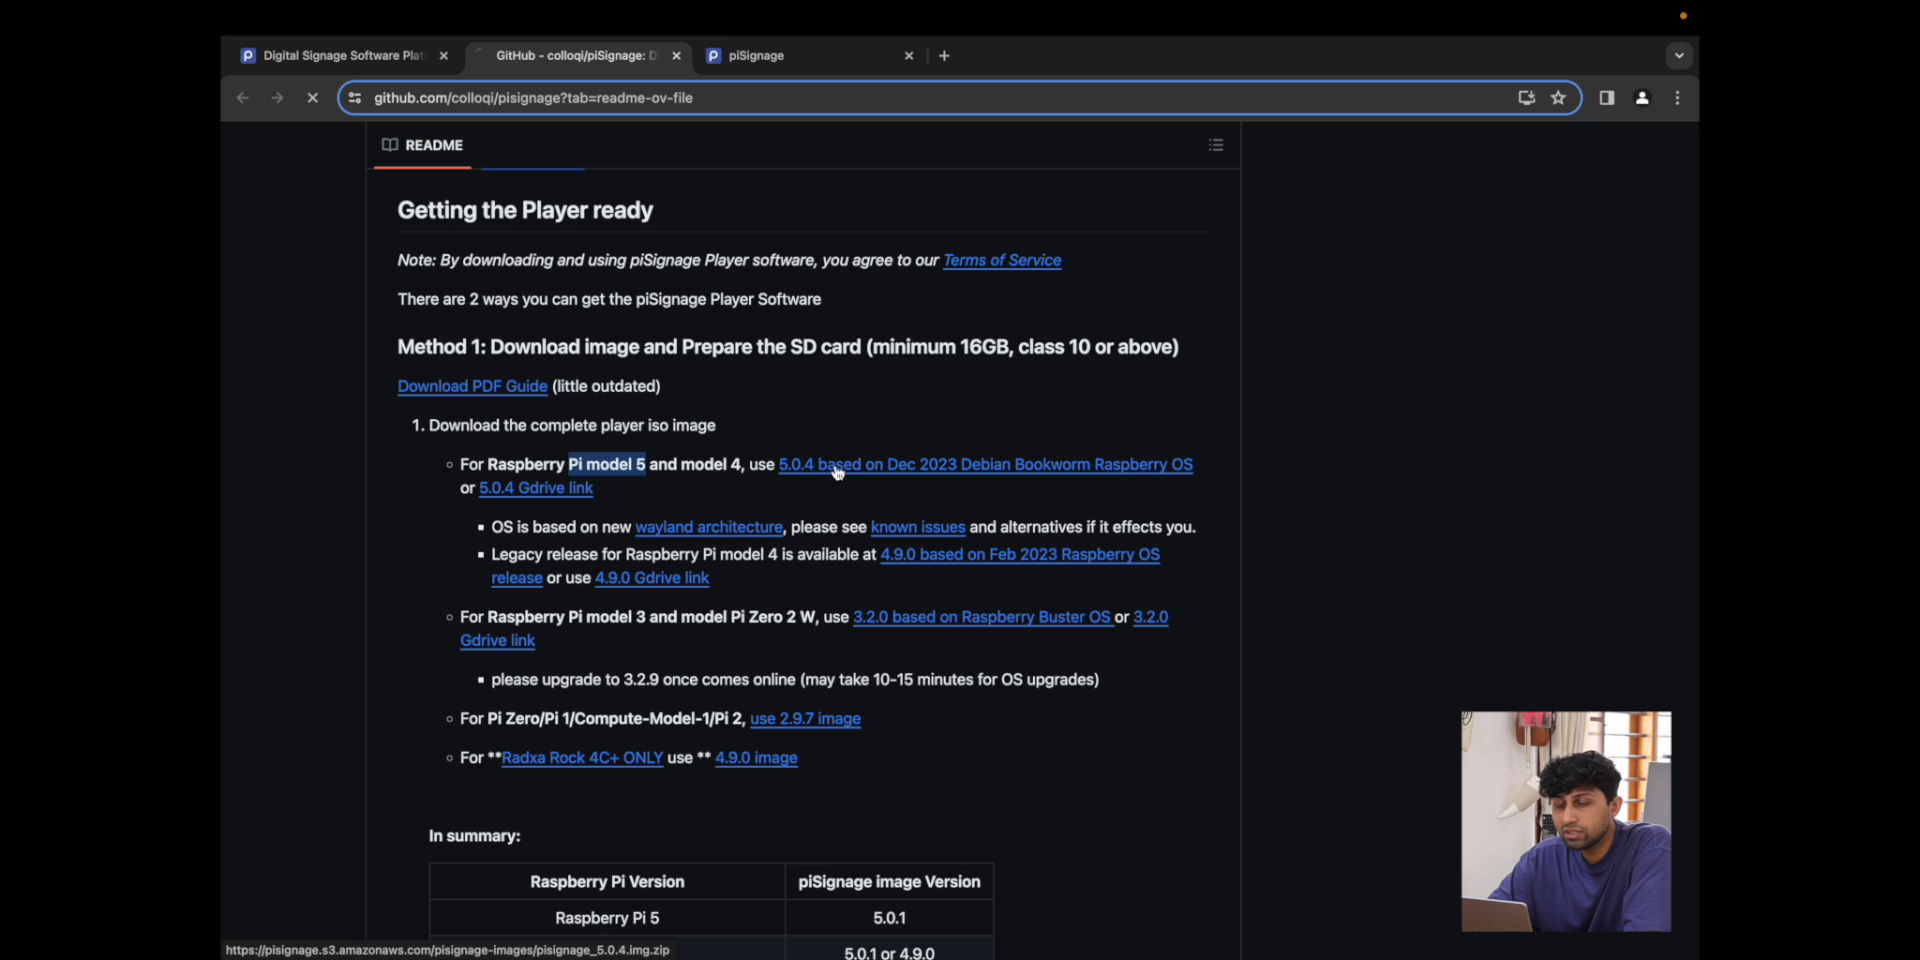 Digital Signage Software Plat
GitHub - colloqi/piSignage: D
piSignage
github.com/colloqi/pisignage?tab=readme-ov-file
README
Getting the Player ready
Note: By downloading and using piSignage Player software, you agree to our Terms of Service
There are 2 ways you can get the piSignage Player Software
Method 1: Download image and Prepare the SD card (minimum 16GB, class 10 or above)
Download PDF Guide (little outdated)
1. Download the complete player iso image
For Raspberry Pi model 5 and model 4, use 5.0.4 based on Dec 2023 Debian Bookworm Raspberry OS
or 5.0.4 Gdrive link
OS is based on new wayland architecture, please see known issues and alternatives if it effects you.
Legacy release for Raspberry Pi model 4 is available at 4.9.0 based on Feb 2023 Raspberry OS
release or use 4.9.0 Gdrive link
For Raspberry Pi model 3 and model Pi Zero 2 W, use 3.2.0 based on Raspberry Buster OS or 3.2.0
Gdrive link
please upgrade to 3.2.9 once comes online (may take 10-15 minutes for OS upgrades)
For Pi Zero/Pi 1/Compute-Model-1/Pi 2, use 2.9.7 image
For **Radxa Rock 4C+ ONLY use ** 4.9.0 image
In summary:
Raspberry Pi Version piSignage image Version
Raspberry Pi 5 5.0.1
5.0.1 or 4.9.0
https://pisignage.s3.amazonaws.com/pisignage-images/pisignage_5.0.4.img.zip